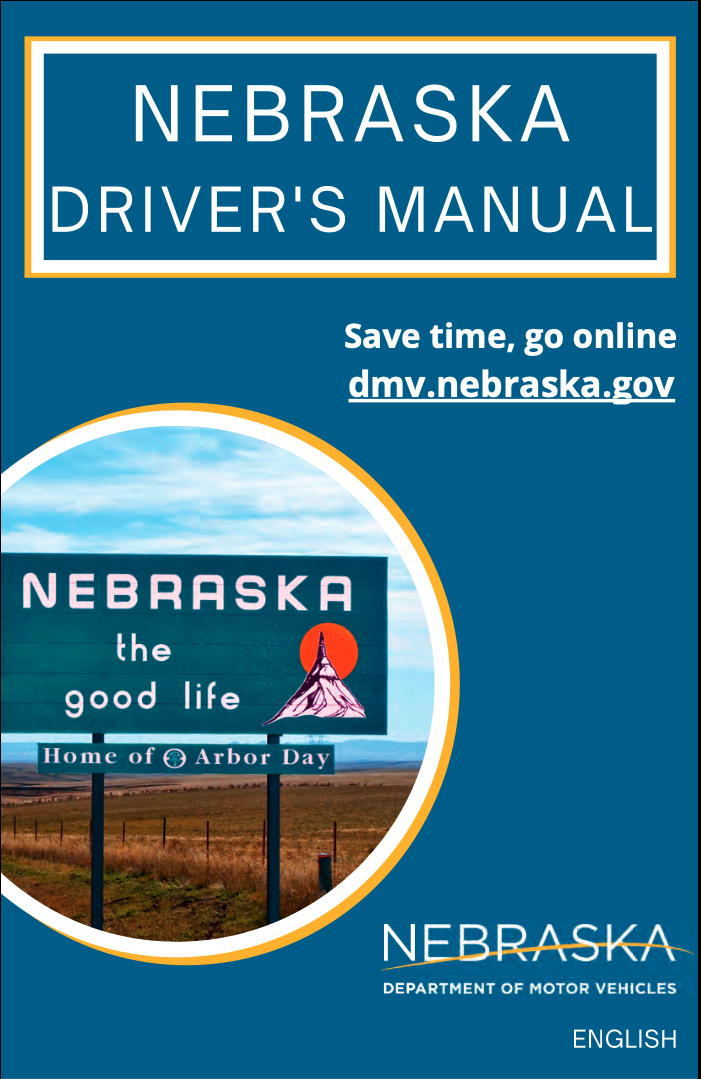 NEBRASKA
DRIVER'S MANUAL
Save time, go online
dmv.nebraska.gov
NEBRASKA
the
good life
Home of Arbor Day
NEBRASKA
DEPARTMENT OF MOTOR VEHICLES
ENGLISH